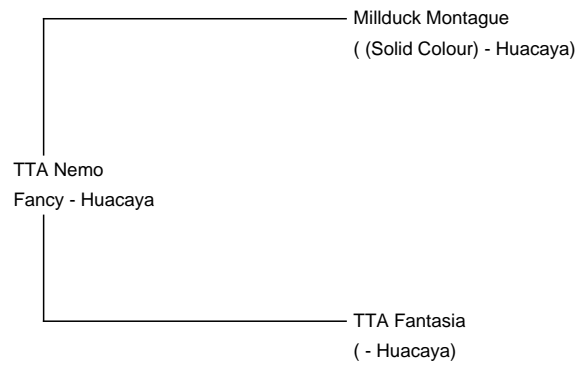 Millduck Montague
( (Solid Colour) - Huacaya)
TTA Nemo
Fancy - Huacaya
TTA Fantasia
( - Huacaya)